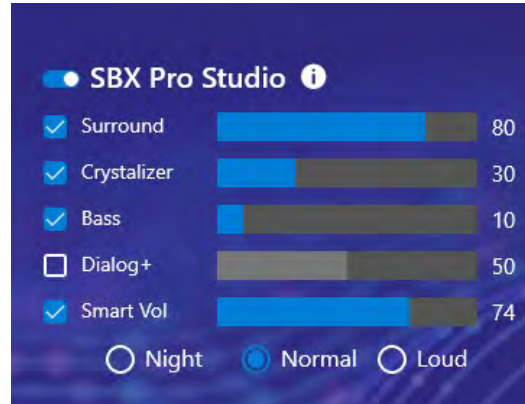 SBX Pro Studio i
Surround 80
Crystalizer 30
Bass 10
Dialog+ 50
Smart Vol 74
Night Normal Loud